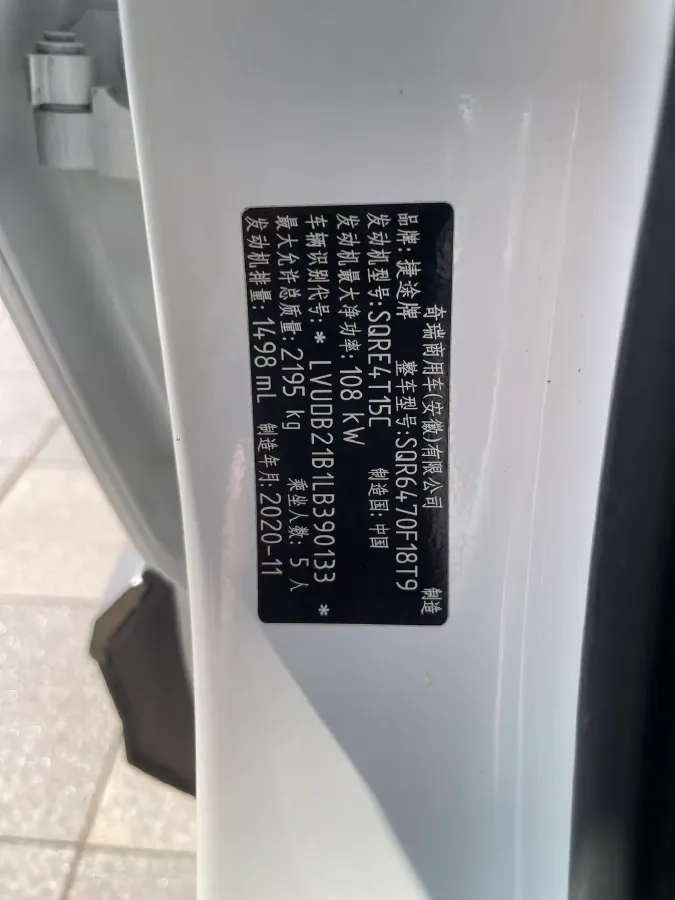 奇瑞商用车(安徽)有限公司 制造
品牌: 捷途牌 整车型号: SQR6470F18T9
发动机型号: SQRE4T15C 制造国: 中国
发动机最大净功率: 108 kW
车辆识别代号: * LVUDB21B1LB390133 *
最大允许总质量: 2195 kg 乘坐人数: 5 人
发动机排量: 1498 mL 制造年月: 2020-11